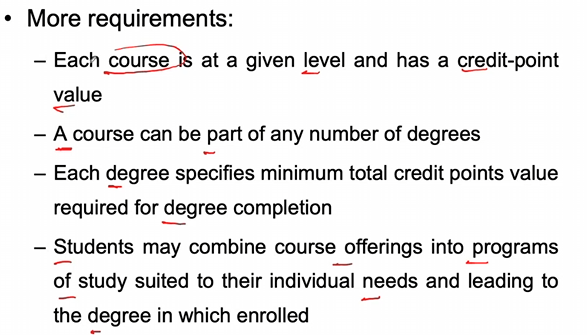 • More requirements:
– Each course is at a given level and has a credit-point
value
– A course can be part of any number of degrees
– Each degree specifies minimum total credit points value
required for degree completion
– Students may combine course offerings into programs
of study suited to their individual needs and leading to
the degree in which enrolled